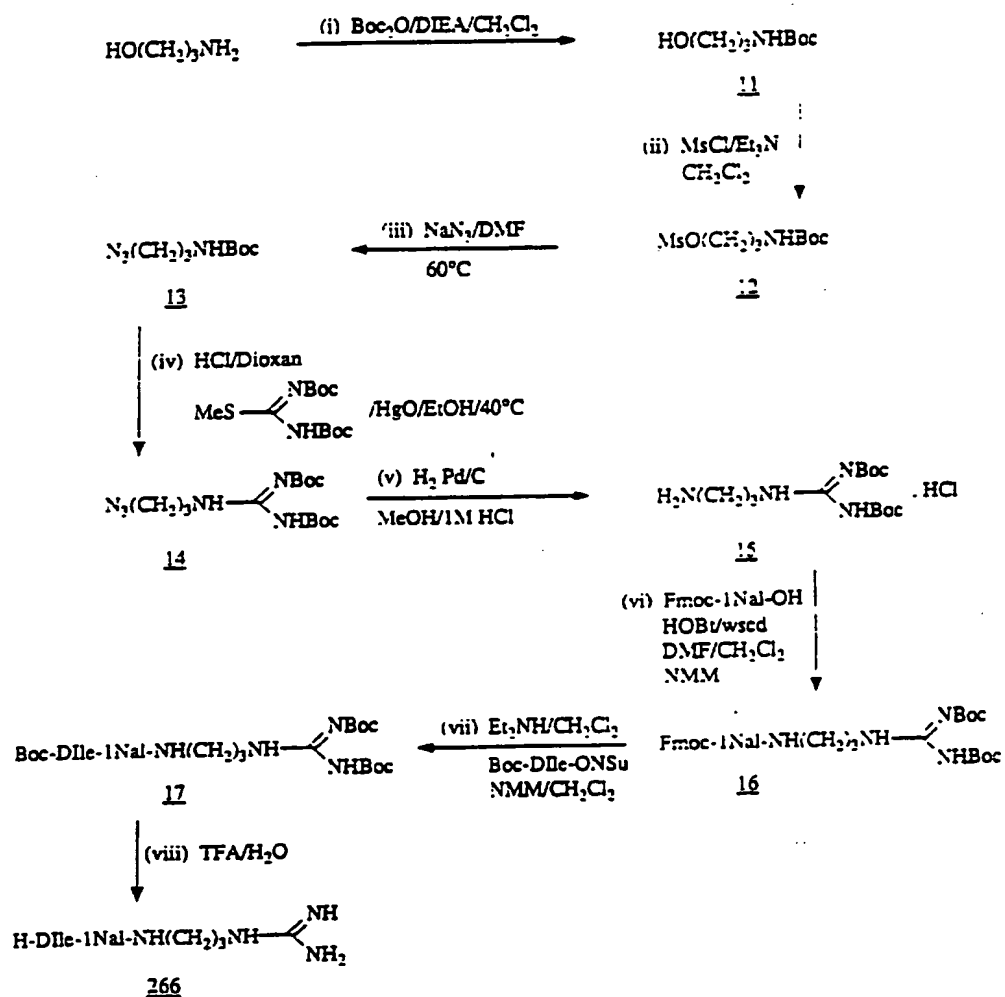 (i) Boc₂O/DIEA/CH₂Cl₂
HO(CH₂)₃NH₂
HO(CH₂)₃NHBoc
11
(ii) MsCl/Et₃N
CH₂Cl₂
MsO(CH₂)₃NHBoc
12
(iii) NaN₃/DMF
60°C
N₃(CH₂)₃NHBoc
13
(iv) HCl/Dioxan
MeS
NBoc
NHBoc
/HgO/EtOH/40°C
N₃(CH₂)₃NH
NBoc
NHBoc
14
(v) H₂ Pd/C
MeOH/1M HCl
H₂N(CH₂)₃NH
NBoc
NHBoc
. HCl
15
(vi) Fmoc-1Nal-OH
HOBt/wscd
DMF/CH₂Cl₂
NMM
Fmoc-1Nal-NH(CH₂)₃NH
NBoc
NHBoc
16
(vii) Et₂NH/CH₂Cl₂
Boc-DIle-ONSu
NMM/CH₂Cl₂
Boc-DIle-1Nal-NH(CH₂)₃NH
NBoc
NHBoc
17
(viii) TFA/H₂O
H-DIle-1Nal-NH(CH₂)₃NH
NH
NH₂
266